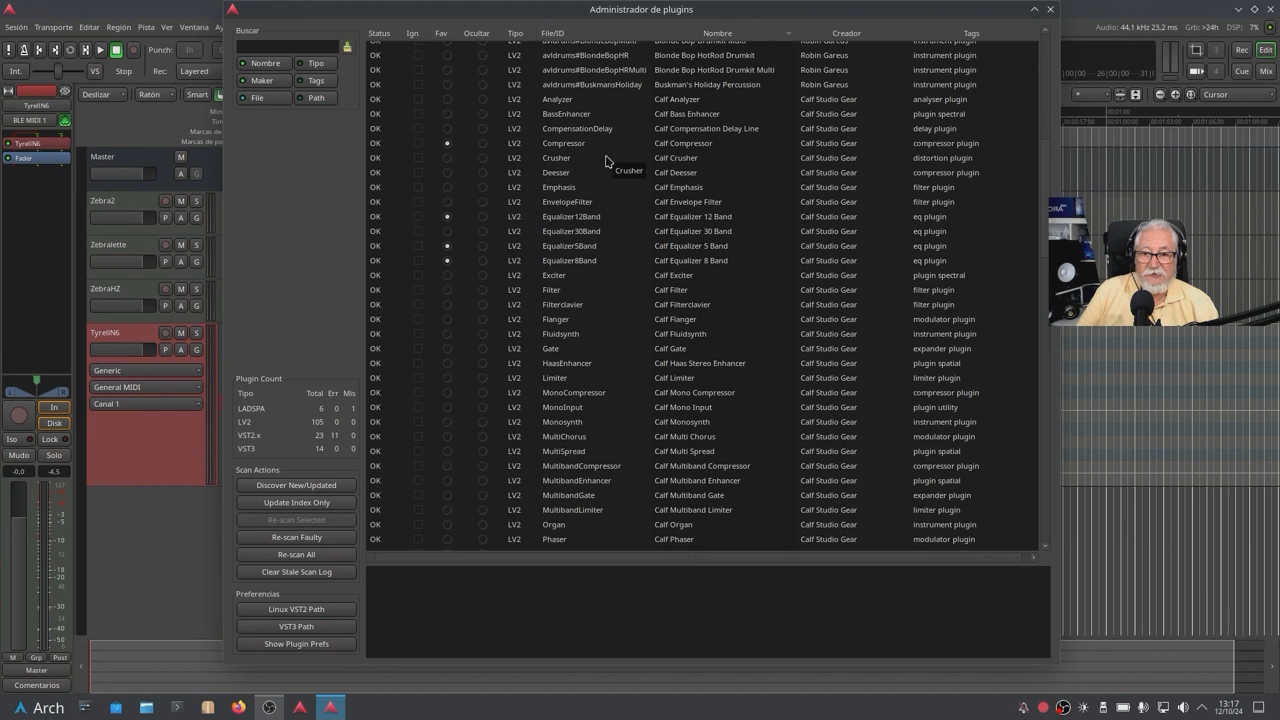 Administrador de plugins
Sesión Transporte Editar Región Pista Ventana
Audio: 44,1 kHz 23,2 ms Grb: >24h DSP: 7%
Punch: In
Rec Edit
Int. VS Stop Rec: Layered
Cue Mix
TyrellN6
BLE MIDI 1
TyrellN6
Fader
Deslizar Ratón Smart
Cursor
Marcas de
Marcas de po
Master M
A G
Zebra2 M S
P A G
Zebralette M S
P A G
ZebraHZ M S
P A G
TyrellN6 M S
P A G
Generic
General MIDI
Canal 1
L R
In
Disk
Iso Lock
Mudo Solo
-0,0 -4,5
M Grp Post
Master
Comentarios
Buscar
Nombre Tipo
Maker Tags
File Path
Plugin Count
Tipo Total Err Mis
LADSPA 6 0 1
LV2 105 0 0
VST2.x 23 11 0
VST3 14 0 0
Scan Actions
Discover New/Updated
Update Index Only
Re-scan Selected
Re-scan Faulty
Re-scan All
Clear Stale Scan Log
Preferencias
Linux VST2 Path
VST3 Path
Show Plugin Prefs
Status Ign Fav Ocultar Tipo File/ID Nombre Creador Tags
OK LV2 avldrums#BlondeBopHR Blonde Bop HotRod Drumkit Robin Gareus instrument plugin
OK LV2 avldrums#BlondeBopHRMulti Blonde Bop HotRod Drumkit Multi Robin Gareus instrument plugin
OK LV2 avldrums#BuskmansHoliday Buskman's Holiday Percussion Robin Gareus instrument plugin
OK LV2 Analyzer Calf Analyzer Calf Studio Gear analyser plugin
OK LV2 BassEnhancer Calf Bass Enhancer Calf Studio Gear plugin spectral
OK LV2 CompensationDelay Calf Compensation Delay Line Calf Studio Gear delay plugin
OK LV2 Compressor Calf Compressor Calf Studio Gear compressor plugin
OK LV2 Crusher Calf Crusher Calf Studio Gear distortion plugin
Crusher
OK LV2 Deesser Calf Deesser Calf Studio Gear compressor plugin
OK LV2 Emphasis Calf Emphasis Calf Studio Gear filter plugin
OK LV2 EnvelopeFilter Calf Envelope Filter Calf Studio Gear filter plugin
OK LV2 Equalizer12Band Calf Equalizer 12 Band Calf Studio Gear eq plugin
OK LV2 Equalizer30Band Calf Equalizer 30 Band Calf Studio Gear eq plugin
OK LV2 Equalizer5Band Calf Equalizer 5 Band Calf Studio Gear eq plugin
OK LV2 Equalizer8Band Calf Equalizer 8 Band Calf Studio Gear eq plugin
OK LV2 Exciter Calf Exciter Calf Studio Gear plugin spectral
OK LV2 Filter Calf Filter Calf Studio Gear filter plugin
OK LV2 Filterclavier Calf Filterclavier Calf Studio Gear filter plugin
OK LV2 Flanger Calf Flanger Calf Studio Gear modulator plugin
OK LV2 Fluidsynth Calf Fluidsynth Calf Studio Gear instrument plugin
OK LV2 Gate Calf Gate Calf Studio Gear expander plugin
OK LV2 HaasEnhancer Calf Haas Stereo Enhancer Calf Studio Gear plugin spatial
OK LV2 Limiter Calf Limiter Calf Studio Gear limiter plugin
OK LV2 MonoCompressor Calf Mono Compressor Calf Studio Gear compressor plugin
OK LV2 MonoInput Calf Mono Input Calf Studio Gear plugin utility
OK LV2 Monosynth Calf Monosynth Calf Studio Gear instrument plugin
OK LV2 MultiChorus Calf Multi Chorus Calf Studio Gear modulator plugin
OK LV2 MultiSpread Calf Multi Spread Calf Studio Gear plugin spatial
OK LV2 MultibandCompressor Calf Multiband Compressor Calf Studio Gear compressor plugin
OK LV2 MultibandEnhancer Calf Multiband Enhancer Calf Studio Gear plugin spatial
OK LV2 MultibandGate Calf Multiband Gate Calf Studio Gear expander plugin
OK LV2 MultibandLimiter Calf Multiband Limiter Calf Studio Gear limiter plugin
OK LV2 Organ Calf Organ Calf Studio Gear instrument plugin
OK LV2 Phaser Calf Phaser Calf Studio Gear modulator plugin
Arch
13:17
12/10/24